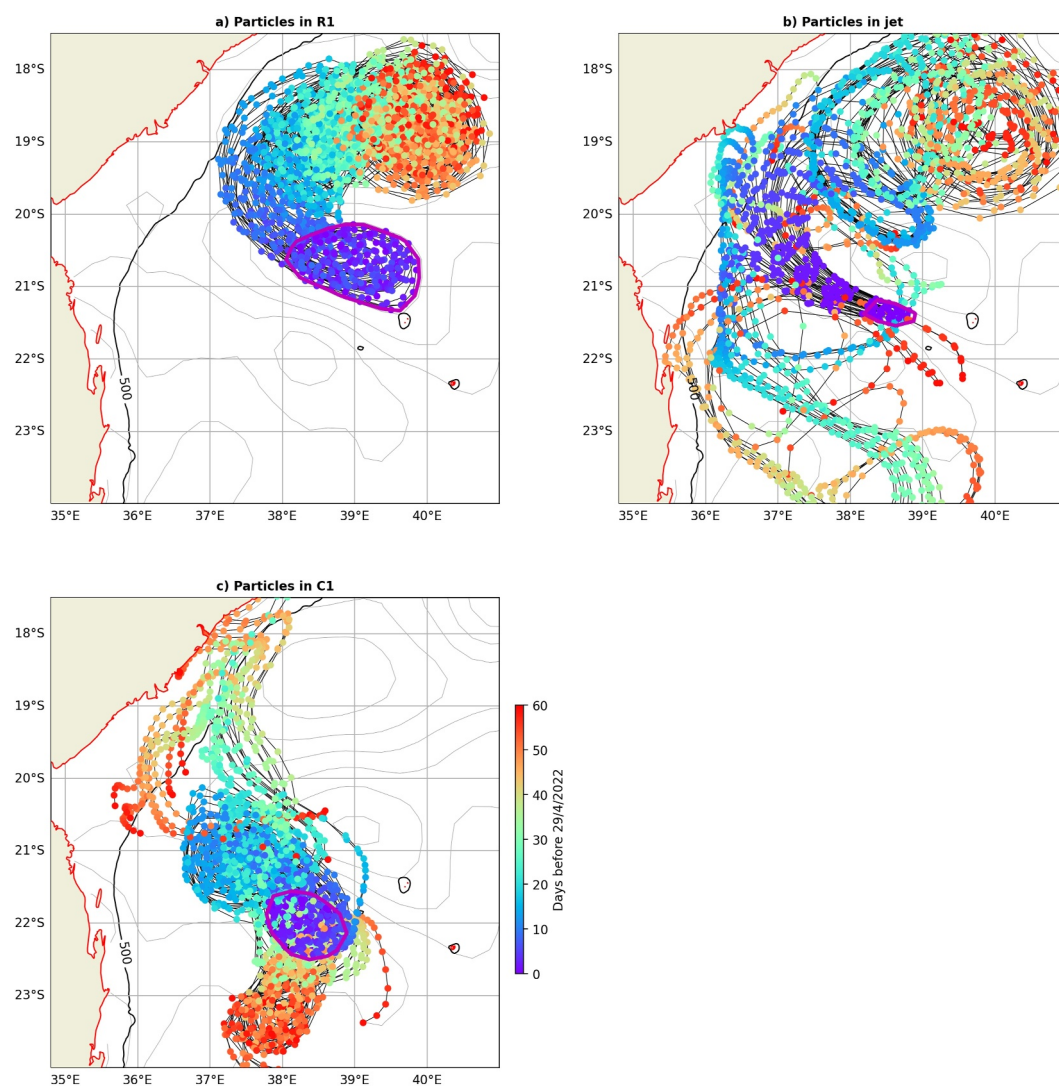 a) Particles in R1
b) Particles in jet
18°S
19°S
20°S
21°S
22°S
23°S
500
35°E 36°E 37°E 38°E 39°E 40°E
18°S
19°S
20°S
21°S
22°S
23°S
500
35°E 36°E 37°E 38°E 39°E 40°E
c) Particles in C1
18°S
19°S
20°S
21°S
22°S
23°S
500
35°E 36°E 37°E 38°E 39°E 40°E
60
50
40
30
20
10
0
Days before 29/4/2022